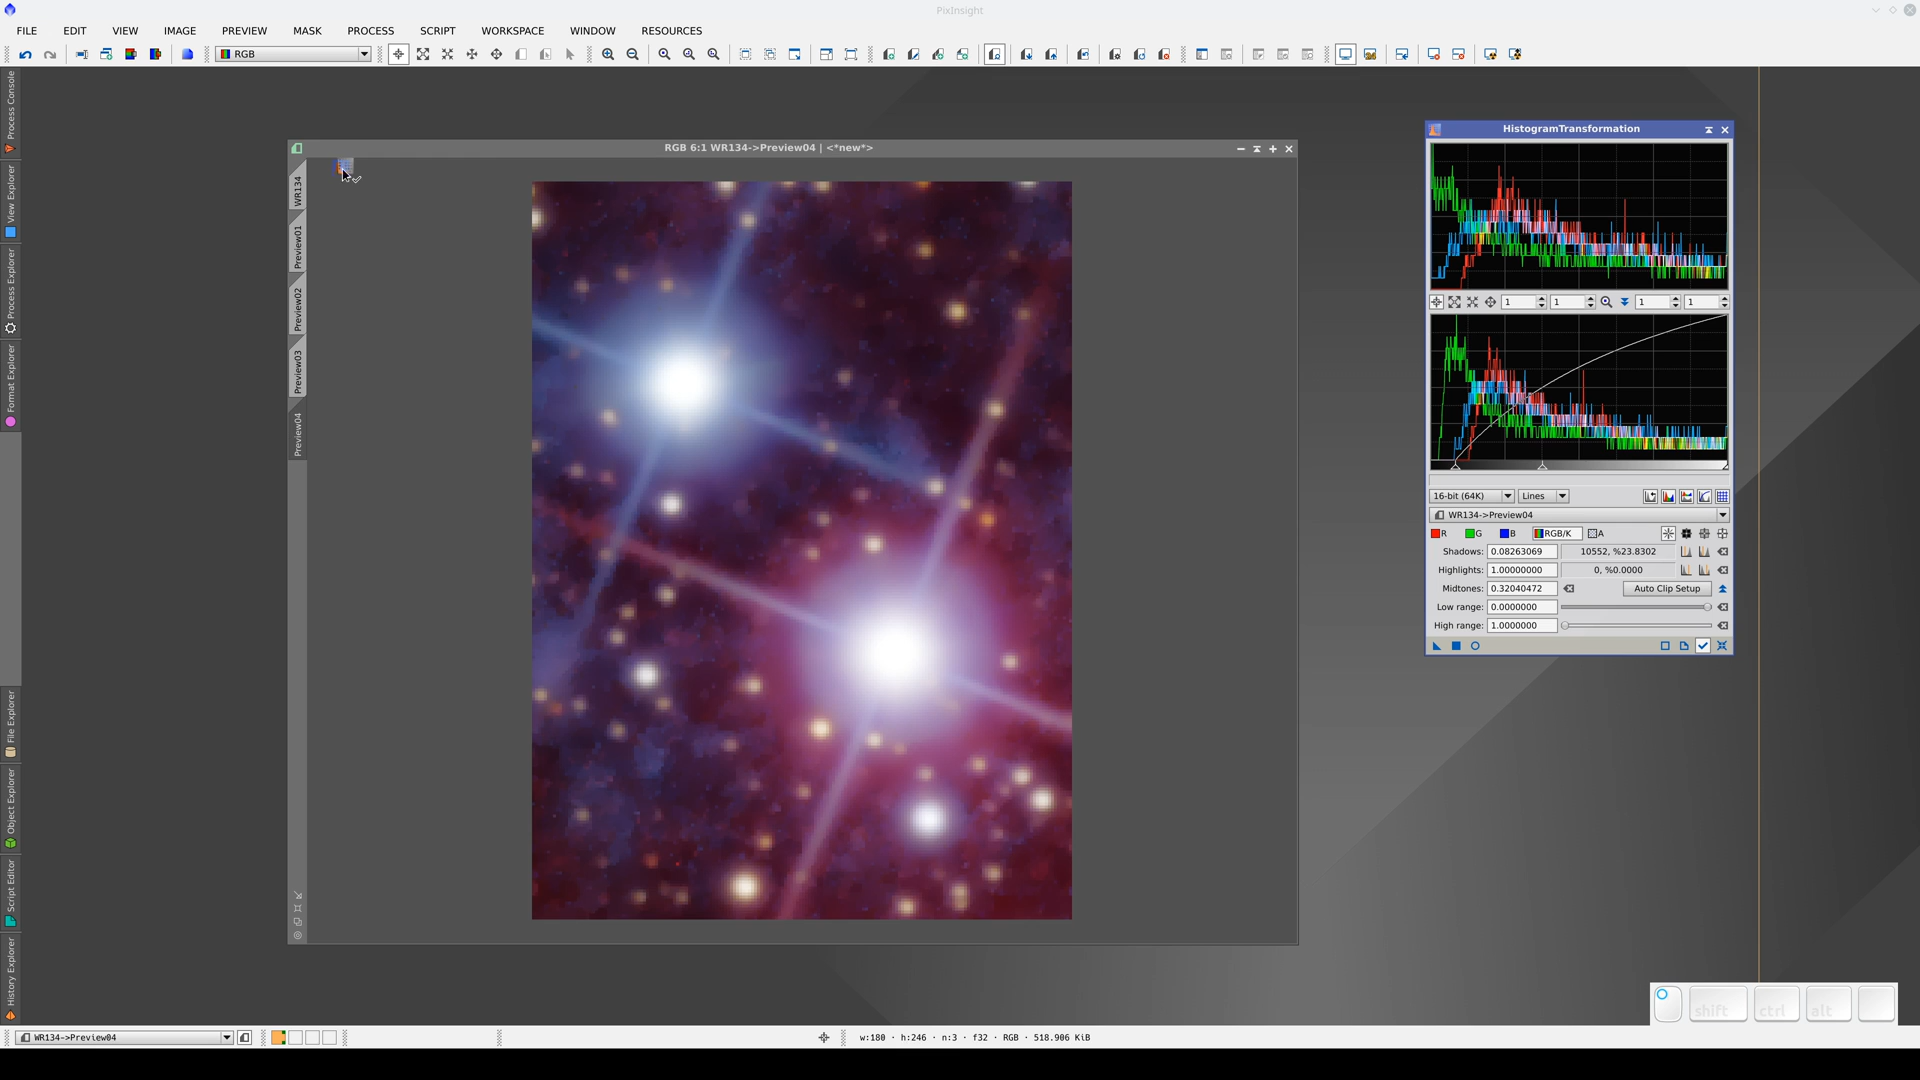 PixInsight
FILE EDIT VIEW IMAGE PREVIEW MASK PROCESS SCRIPT WORKSPACE WINDOW RESOURCES
RGB
Process Console
View Explorer
Process Explorer
Format Explorer
File Explorer
Object Explorer
Script Editor
History Explorer
RGB 6:1 WR134->Preview04 | <*new*>
WR134
Preview01
Preview02
Preview03
Preview04
HistogramTransformation
1 1 1 1
16-bit (64K) Lines
WR134->Preview04
R G B RGB/K A
Shadows: 0.08263069 10552, %23.8302
Highlights: 1.00000000 0, %0.0000
Midtones: 0.32040472 Auto Clip Setup
Low range: 0.0000000
High range: 1.0000000
shift ctrl alt
WR134->Preview04
w:180 · h:246 · n:3 · f32 · RGB · 518.906 KiB